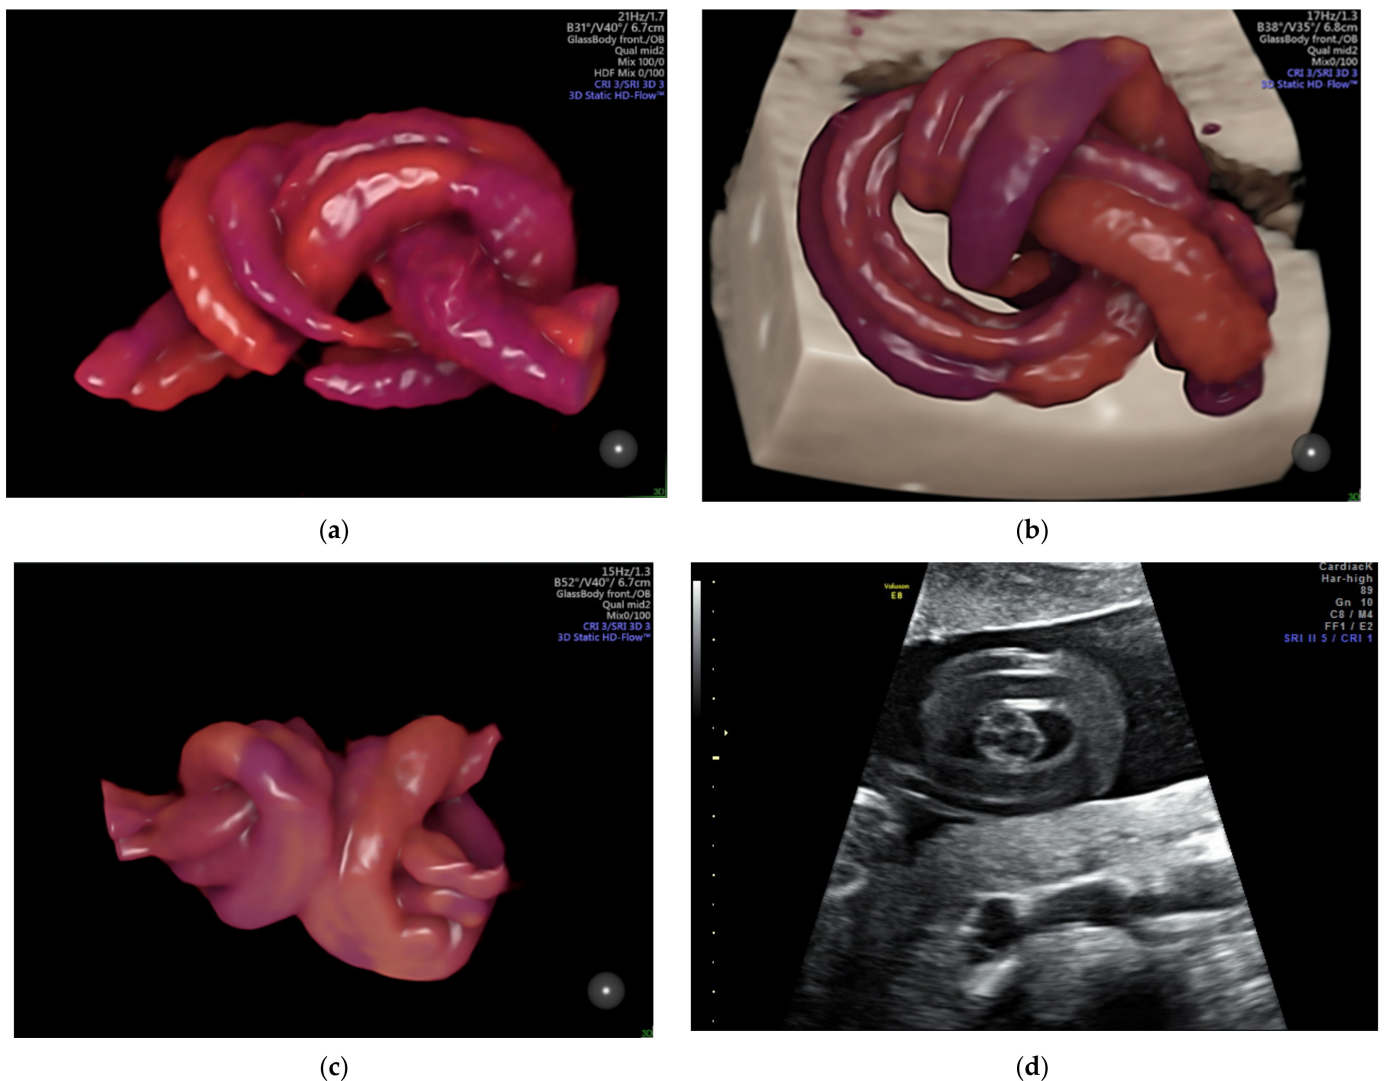 21Hz/1.7
B31°/V40°/ 6.7cm
GlassBody front./OB
Qual mid2
Mix 100/0
HDF Mix 0/100
CRI 3/SRI 3D 3
3D Static HD-Flow™
3D
(a)
17Hz/1.3
B38°/V35°/ 6.8cm
GlassBody front./OB
Qual mid2
Mix0/100
CRI 3/SRI 3D 3
3D Static HD-Flow™
3D
(b)
15Hz/1.3
B52°/V40°/ 6.7cm
GlassBody front./OB
Qual mid2
Mix0/100
CRI 3/SRI 3D 3
3D Static HD-Flow™
3D
(c)
Voluson
E8
CardiacK
Har-high
89
Gn 10
C8 / M4
FF1 / E2
SRI II 5 / CRI 1
(d)